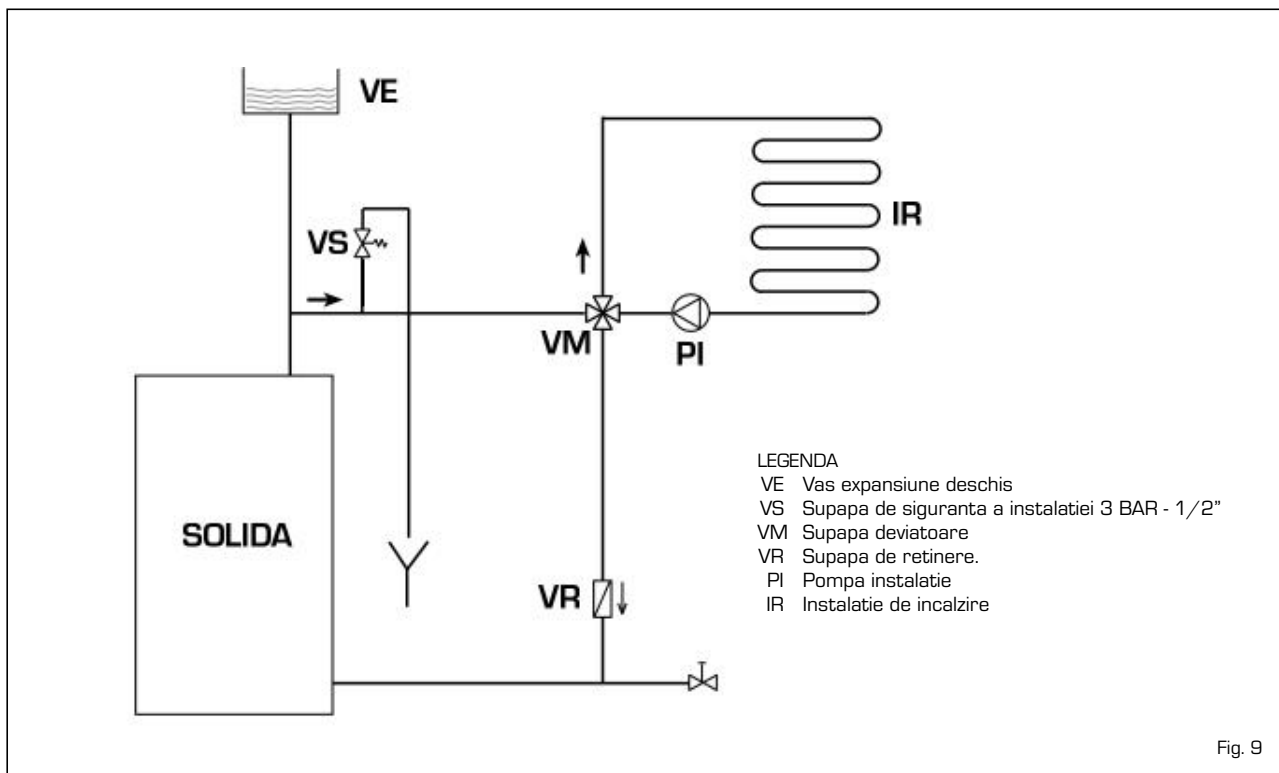 VE
VS
IR
VM
PI
SOLIDA
VR
LEGENDA
VE Vas expansiune deschis
VS Supapa de siguranta a instalatiei 3 BAR - 1/2”
VM Supapa deviatoare
VR Supapa de retinere.
PI Pompa instalatie
IR Instalatie de incalzire
Fig. 9